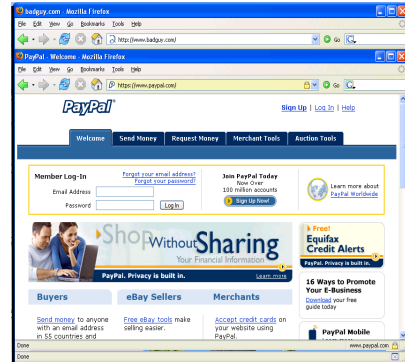 badguy.com - Mozilla Firefox
File Edit View Go Bookmarks Tools Help
http://www.badguy.com/ Go
PayPal - Welcome - Mozilla Firefox
File Edit View Go Bookmarks Tools Help
https://www.paypal.com/ Go
PayPal
Sign Up | Log In | Help
Welcome Send Money Request Money Merchant Tools Auction Tools
Member Log-In
Forgot your email address?
Forgot your password?
Email Address
Password Log In
Join PayPal Today
Now Over
100 million accounts
Sign Up Now!
Learn more about
PayPal Worldwide
Shop Without Sharing
Your Financial Information
PayPal. Privacy is built in. Learn more
Free!
Equifax
Credit Alerts
PayPal. Privacy is built in.
Buyers eBay Sellers Merchants
Send money to anyone
with an email address
in 55 countries and
Free eBay tools make
selling easier.
Accept credit cards on
your website using
PayPal.
16 Ways to Promote
Your E-Business
Download your free
guide today
PayPal Mobile
Done www.paypal.com
Done